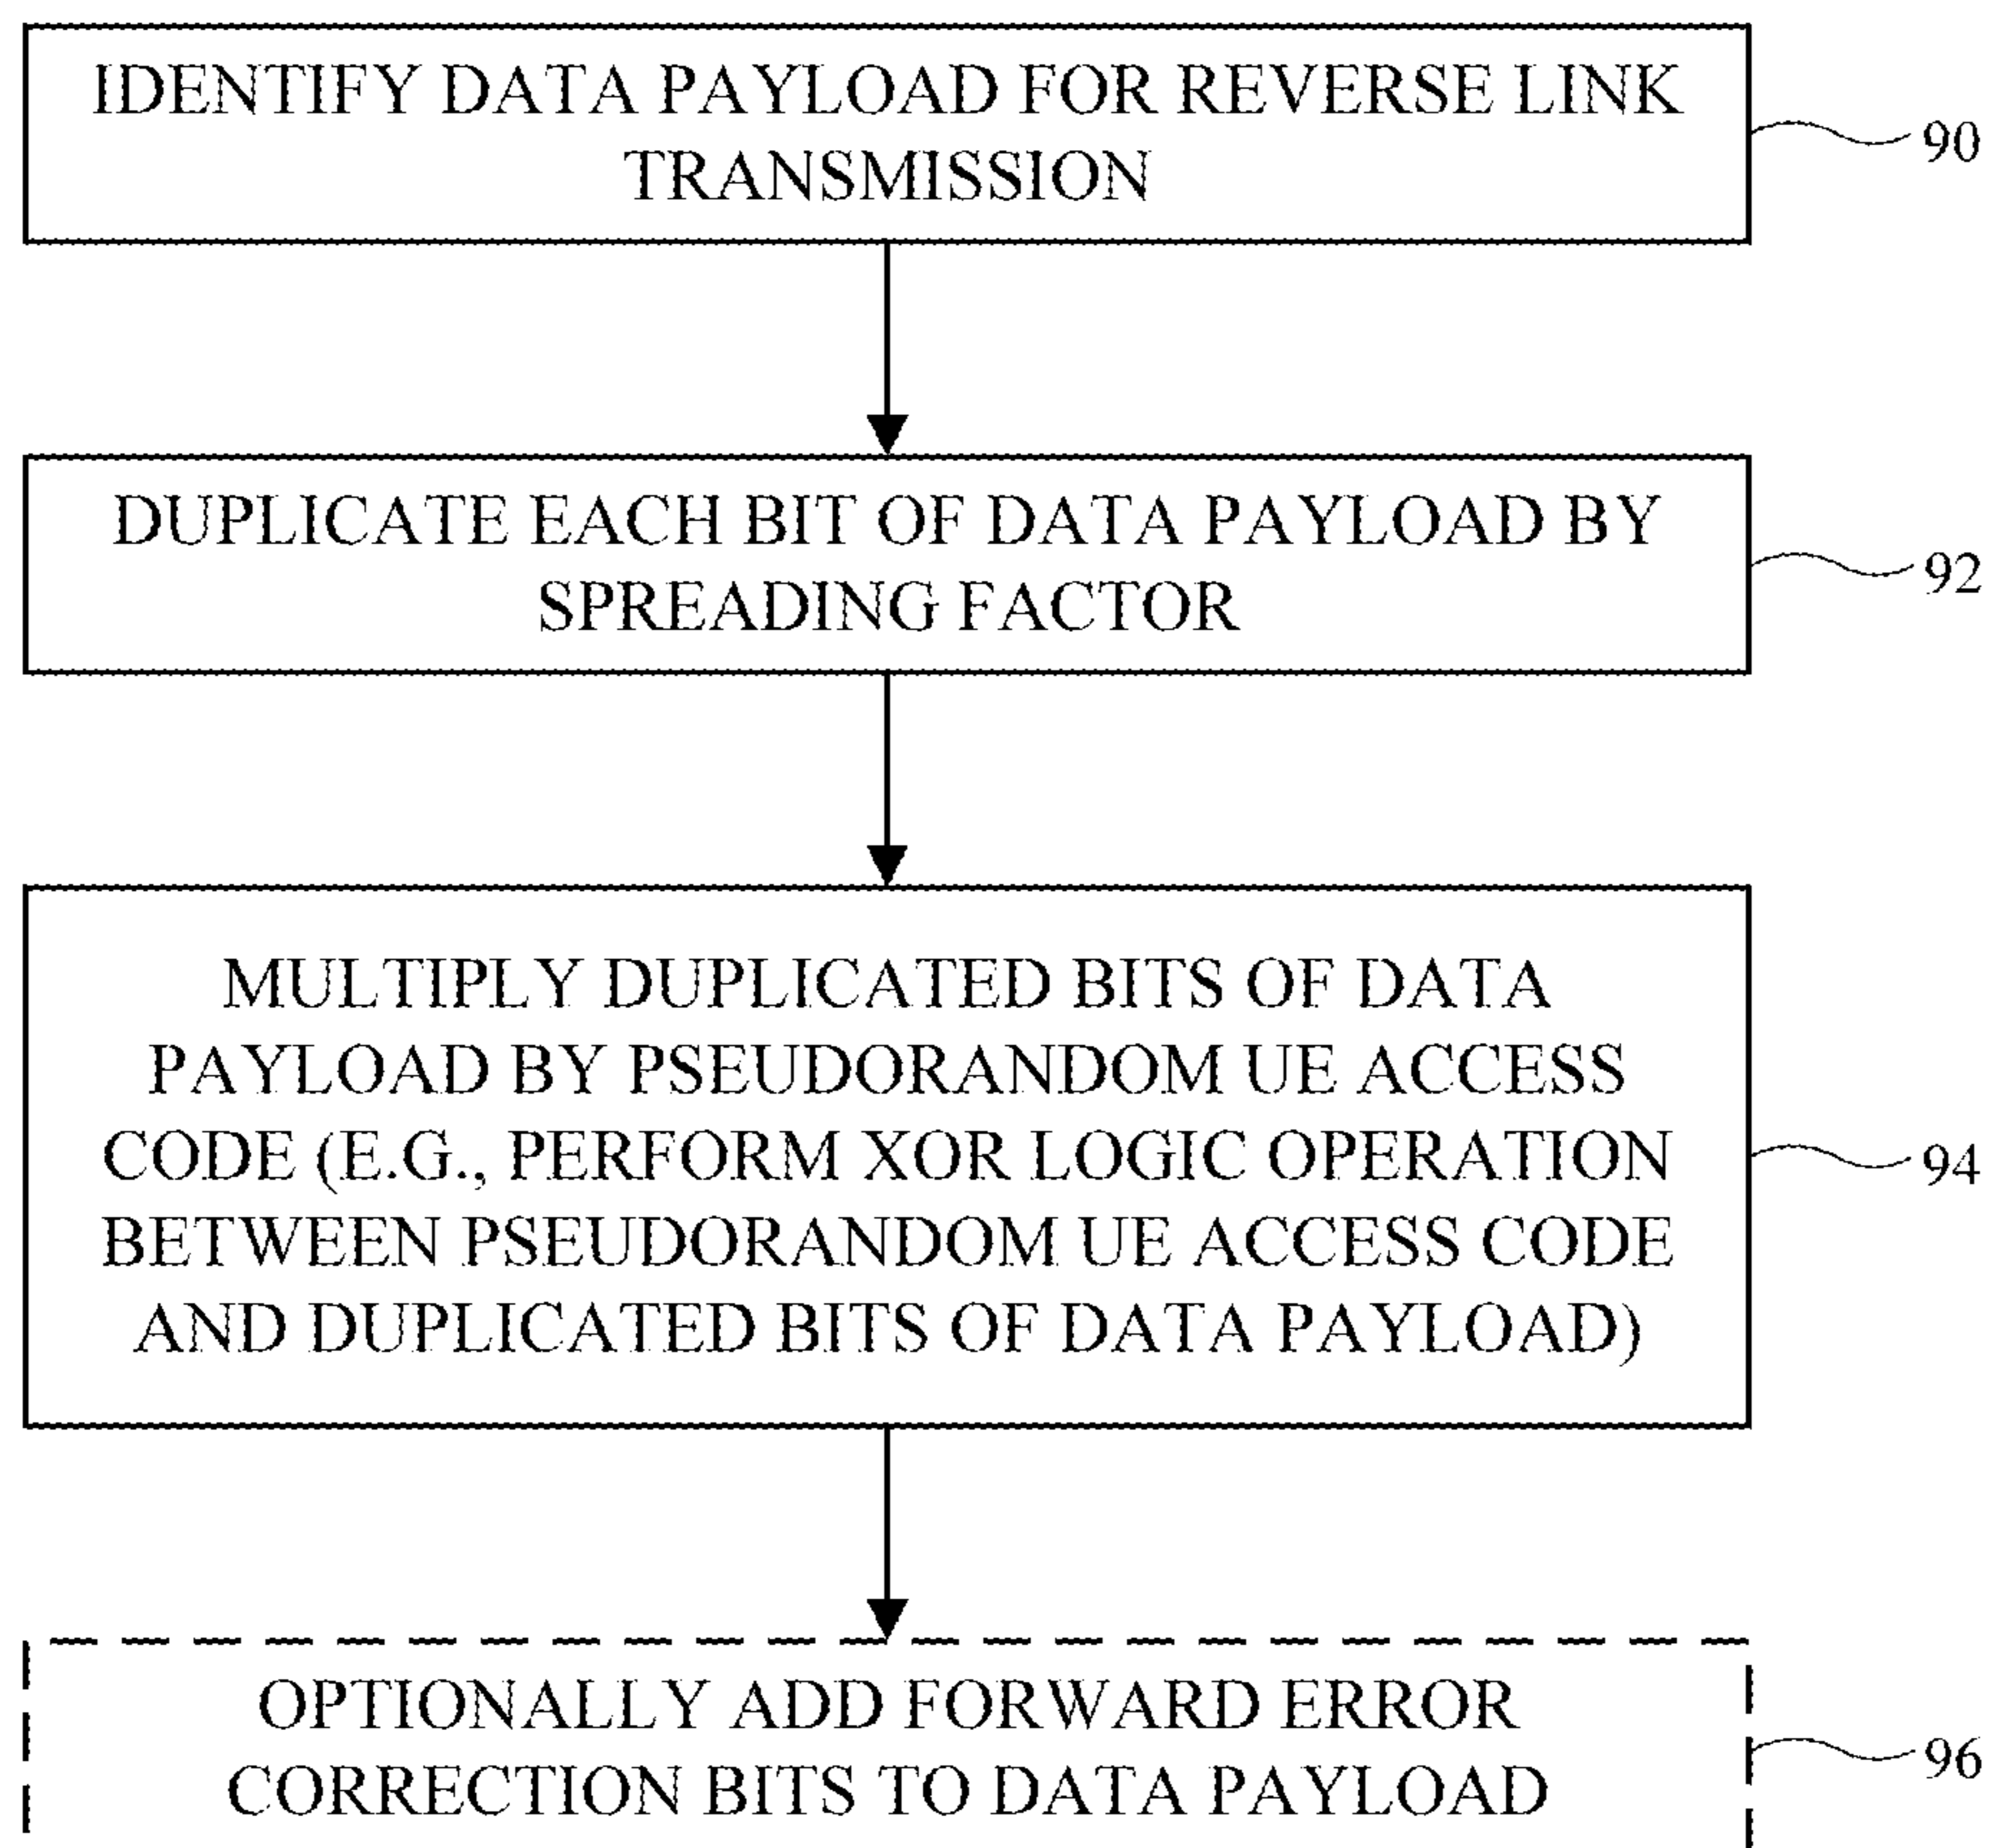 IDENTIFY DATA PAYLOAD FOR REVERSE LINK
TRANSMISSION
90
DUPLICATE EACH BIT OF DATA PAYLOAD BY
SPREADING FACTOR
92
MULTIPLY DUPLICATED BITS OF DATA
PAYLOAD BY PSEUDORANDOM UE ACCESS
CODE (E.G., PERFORM XOR LOGIC OPERATION
BETWEEN PSEUDORANDOM UE ACCESS CODE
AND DUPLICATED BITS OF DATA PAYLOAD)
94
OPTIONALLY ADD FORWARD ERROR
CORRECTION BITS TO DATA PAYLOAD
96